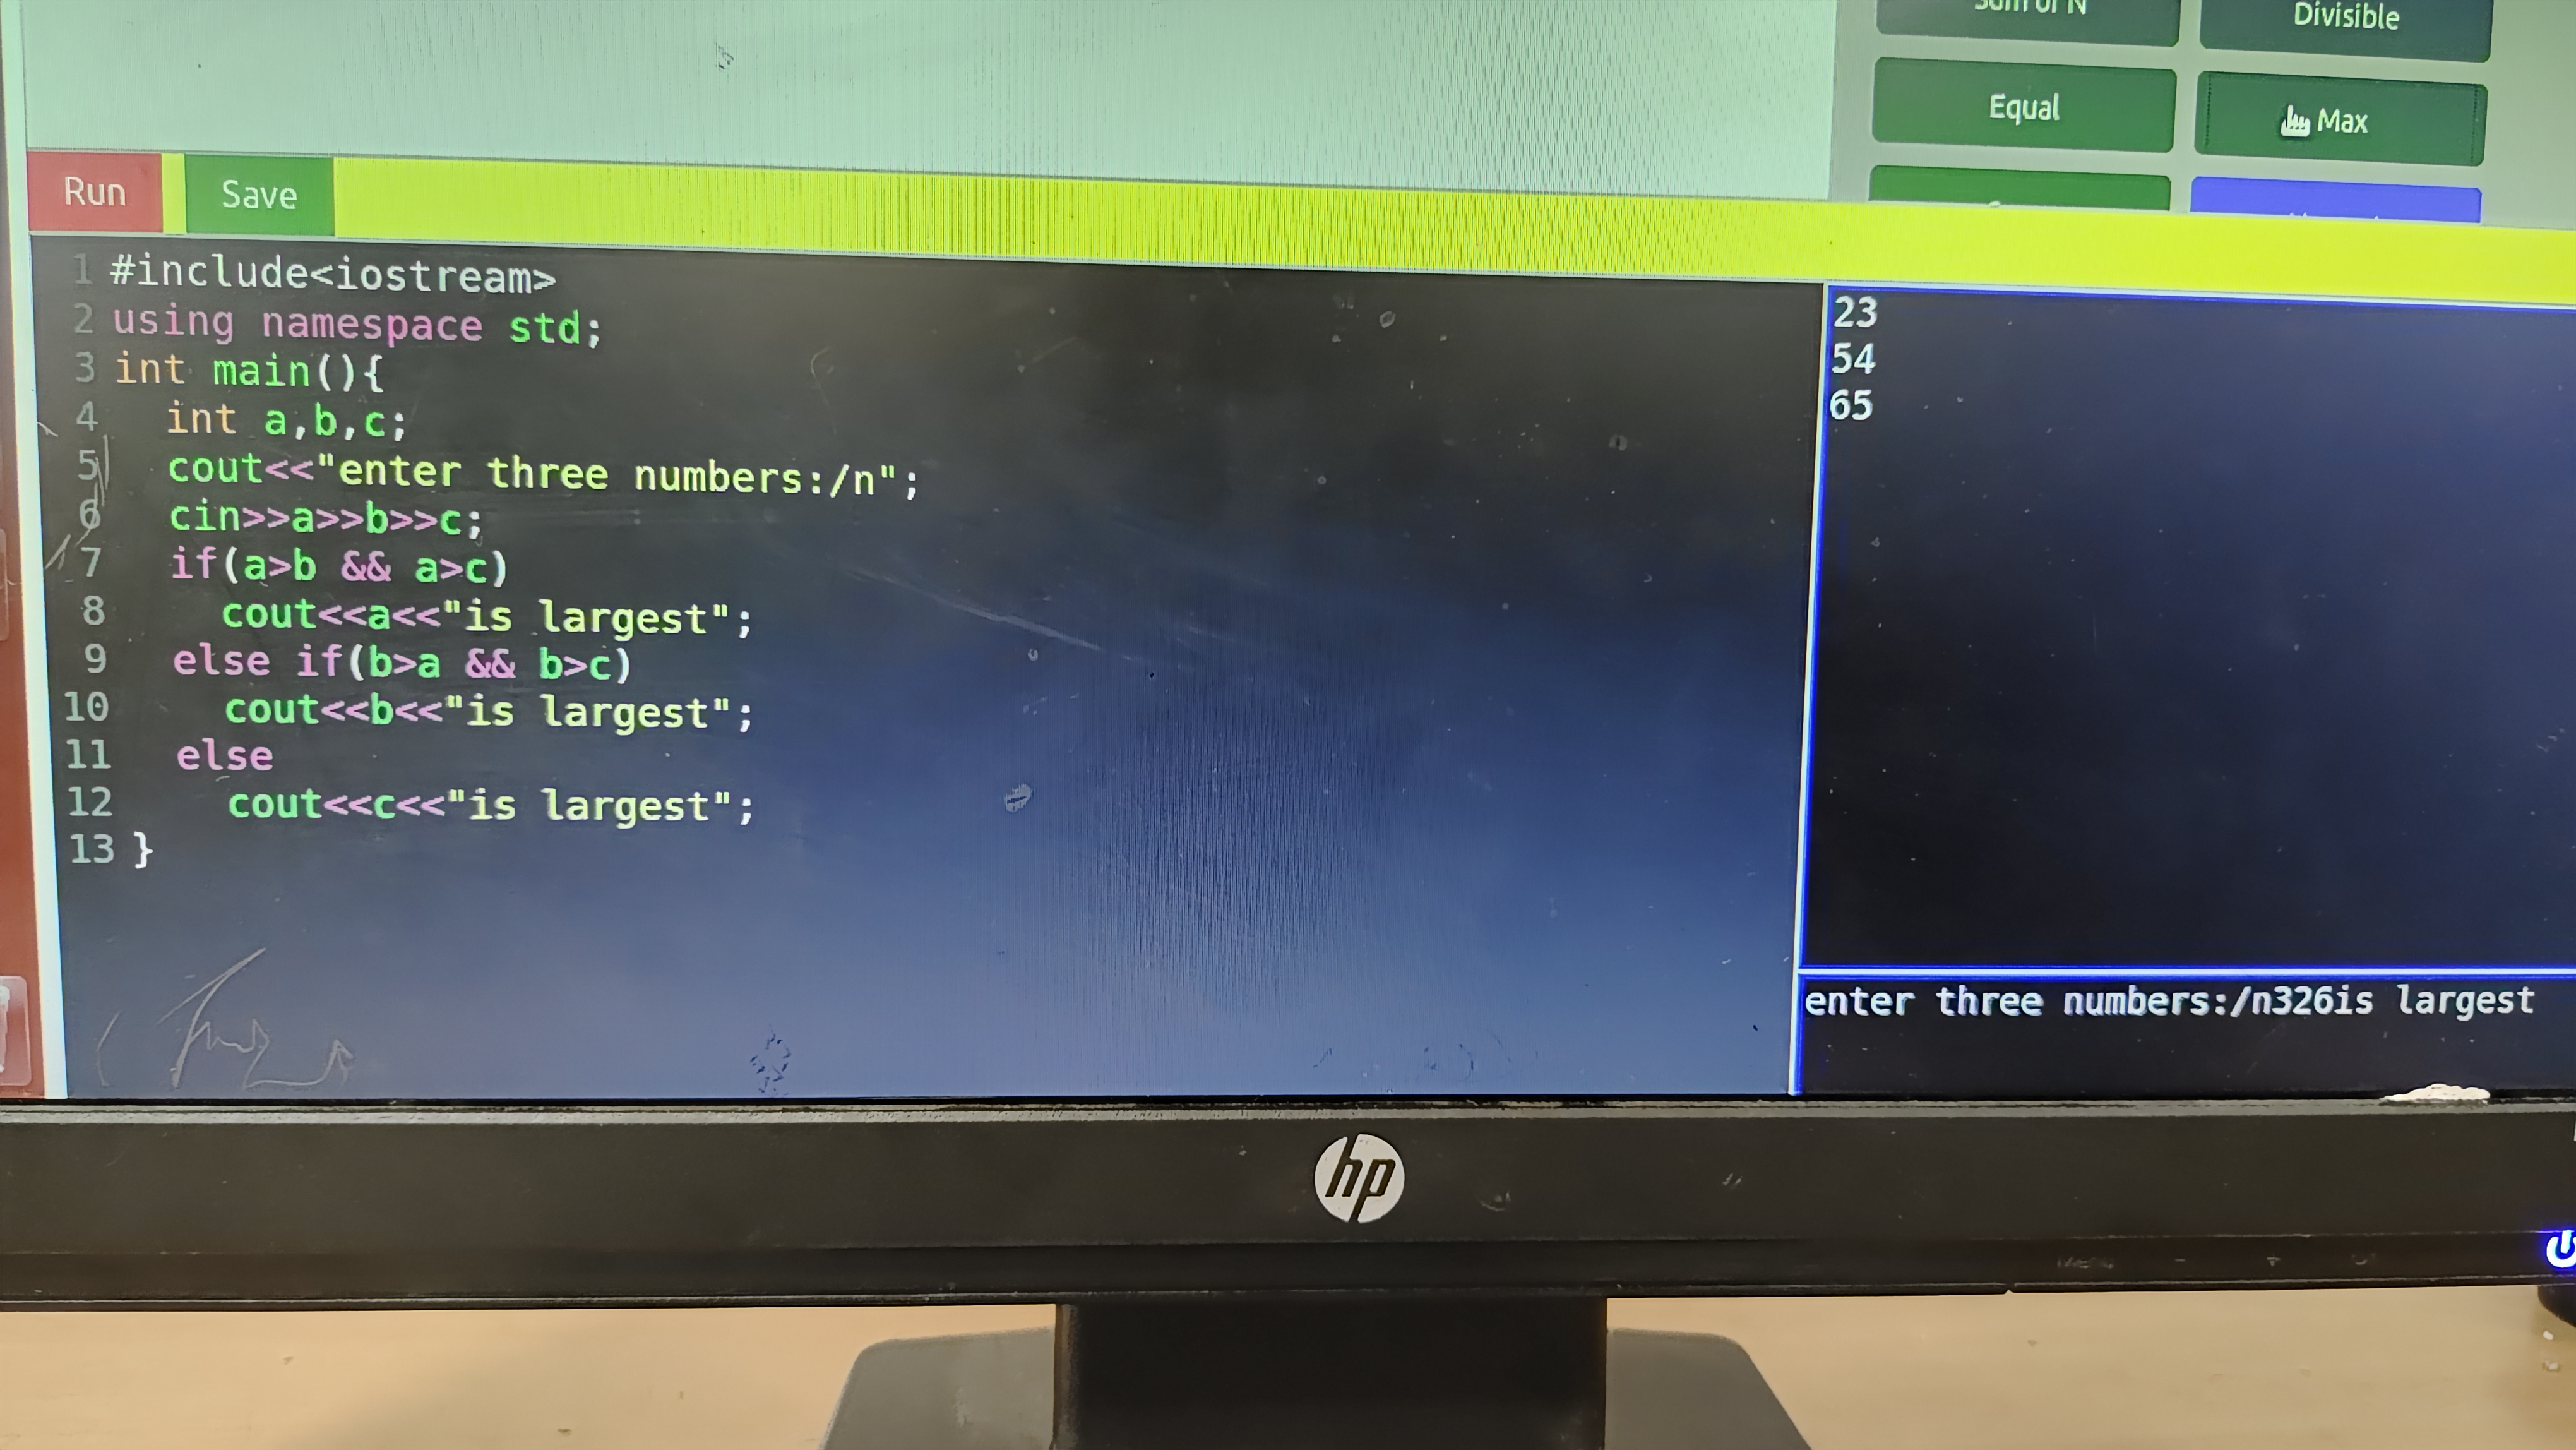 Sum of N
Divisible
Equal
Max
Run
Save
1 #include<iostream>
2 using namespace std;
3 int main(){
4 int a,b,c;
5 cout<<"enter three numbers:/n";
6 cin>>a>>b>>c;
7 if(a>b && a>c)
8 cout<<a<<"is largest";
9 else if(b>a && b>c)
10 cout<<b<<"is largest";
11 else
12 cout<<c<<"is largest";
13 }
23
54
65
enter three numbers:/n326is largest
hp